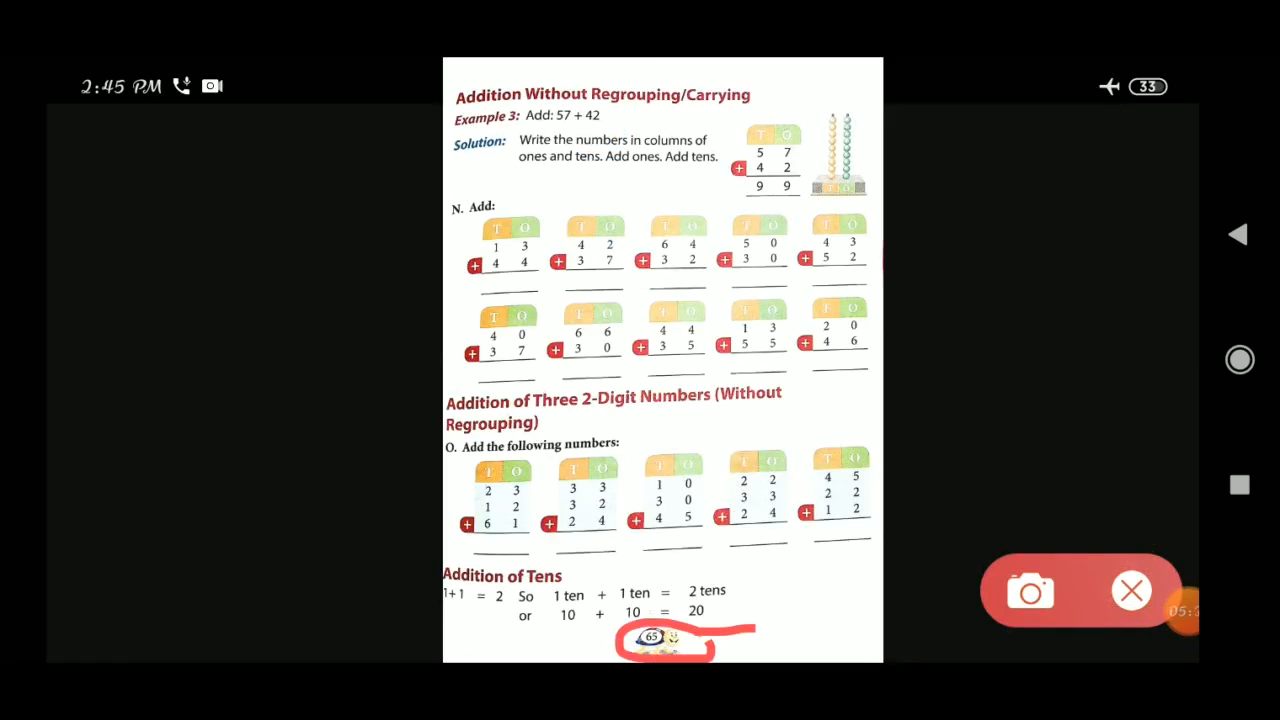 2:45 PM
33
Addition Without Regrouping/Carrying
Example 3: Add: 57 + 42
Solution: Write the numbers in columns of
ones and tens. Add ones. Add tens.
T O
5 7
+ 4 2
9 9
T O
N. Add:
T O T O T O T O T O
1 3 4 2 6 4 5 0 4 3
+ 4 4 + 3 7 + 3 2 + 3 0 + 5 2
T O T O T O T O T O
4 0 6 6 4 4 1 3 2 0
+ 3 7 + 3 0 + 3 5 + 5 5 + 4 6
Addition of Three 2-Digit Numbers (Without
Regrouping)
O. Add the following numbers:
T O T O T O T O T O
2 3 3 3 1 0 2 2 4 5
1 2 3 2 3 0 3 3 2 2
+ 6 1 + 2 4 + 4 5 + 2 4 + 1 2
Addition of Tens
1+1 = 2 So 1 ten + 1 ten = 2 tens
or 10 + 10 = 20
65